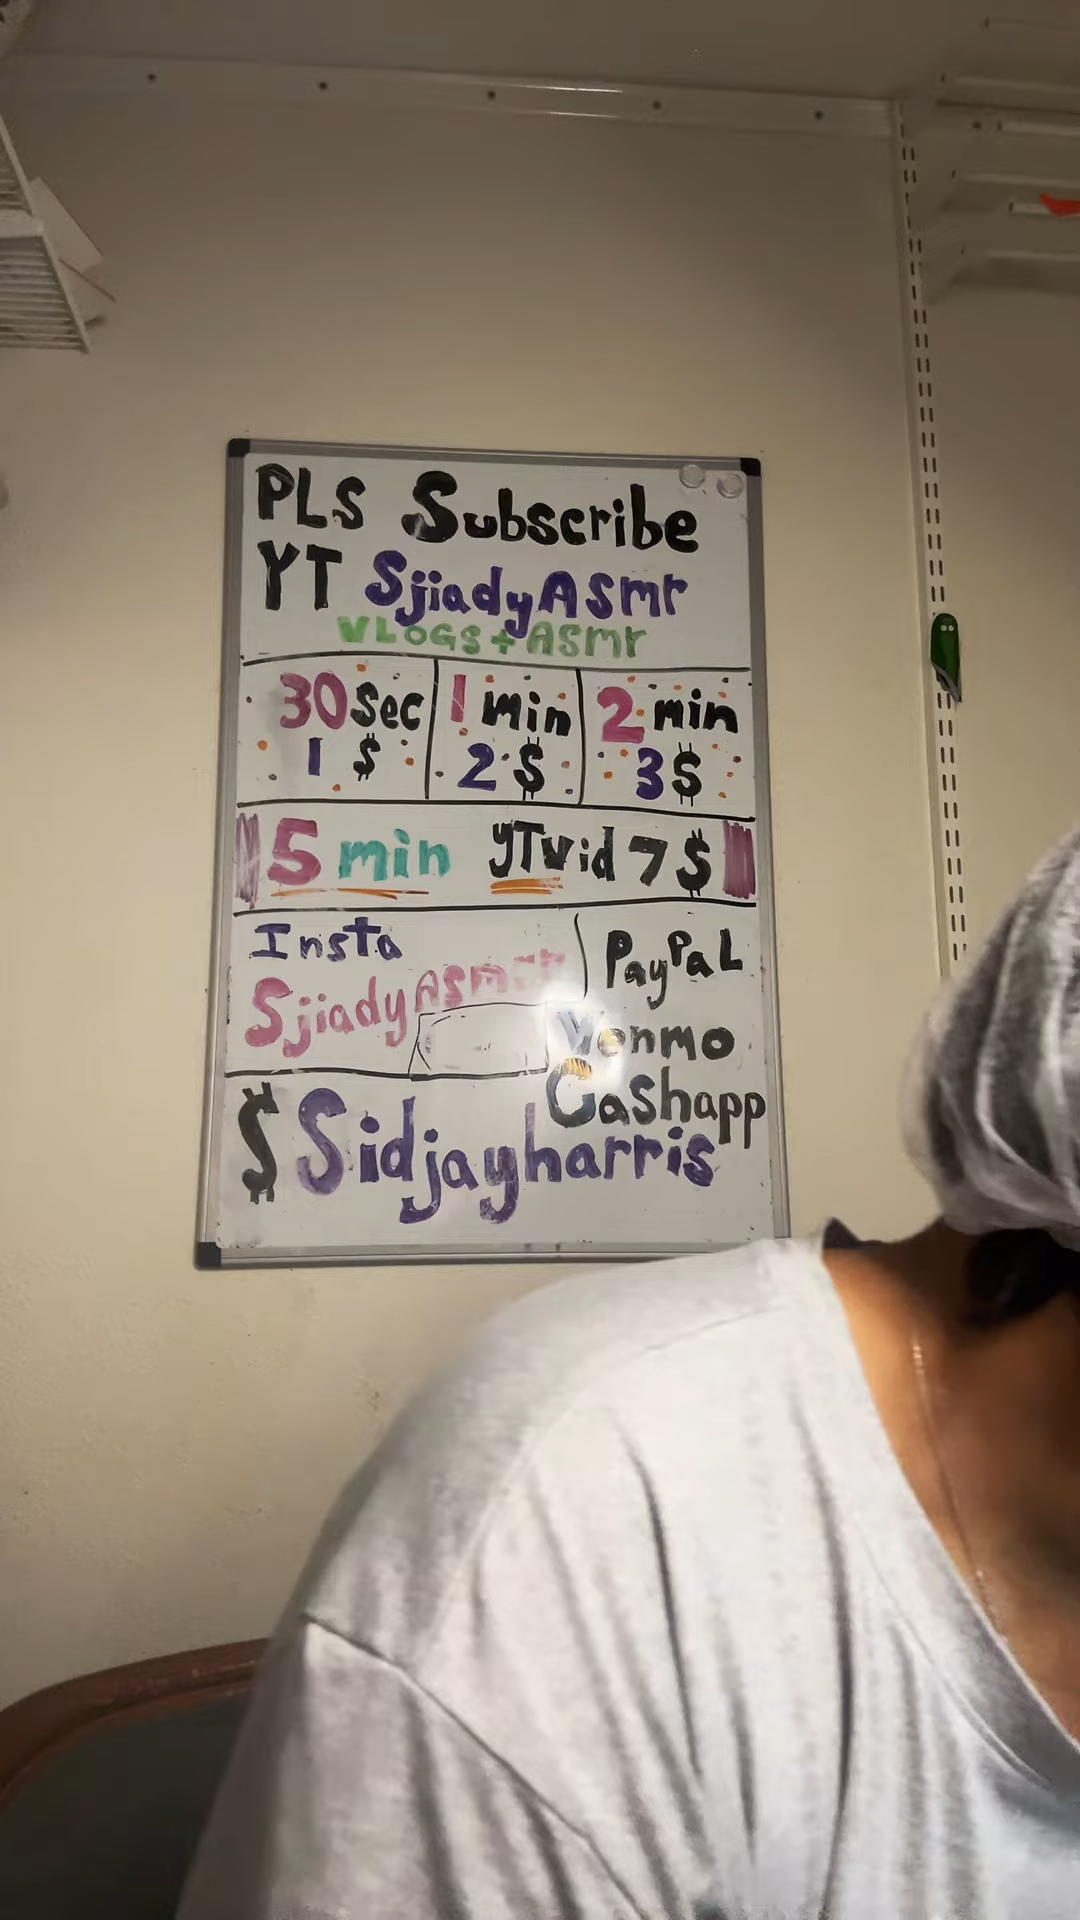 PLS Subscribe
YT SjiadyASmr
VLOGS + ASMr
30 Sec
1 $
1 min
2 $
2 min
3 $
5 min YTVid 7 $
Insta
SjiadyASmr
PayPaL
Venmo
Cashapp
$ Sidjayharris